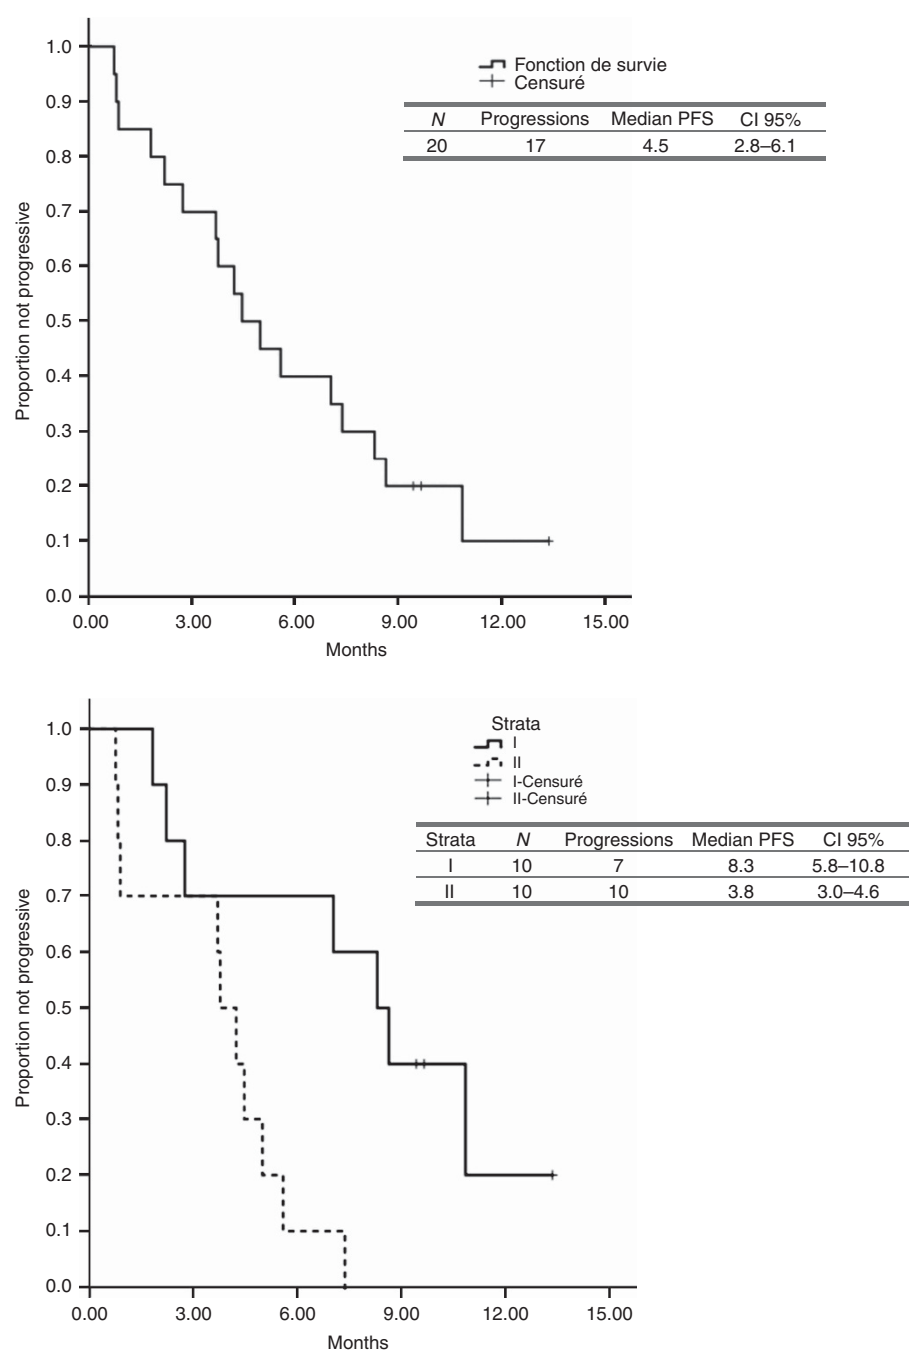 1.0
0.9
0.8
0.7
0.6
0.5
0.4
0.3
0.2
0.1
0.0
Proportion not progressive
Fonction de survie
Censuré
N Progressions Median PFS CI 95%
20 17 4.5 2.8–6.1
0.00 3.00 6.00 9.00 12.00 15.00
Months
1.0
0.9
0.8
0.7
0.6
0.5
0.4
0.3
0.2
0.1
0.0
Proportion not progressive
Strata
I
II
I-Censuré
II-Censuré
Strata N Progressions Median PFS CI 95%
I 10 7 8.3 5.8–10.8
II 10 10 3.8 3.0–4.6
0.00 3.00 6.00 9.00 12.00 15.00
Months